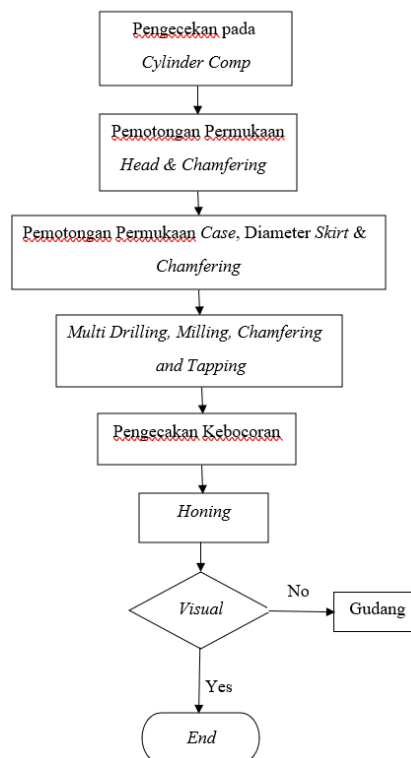 Pengecekan pada
Cylinder Comp
Pemotongan Permukaan
Head & Chamfering
Pemotongan Permukaan Case, Diameter Skirt &
Chamfering
Multi Drilling, Milling, Chamfering
and Tapping
Pengecakan Kebocoran
Honing
Visual
No
Gudang
Yes
End